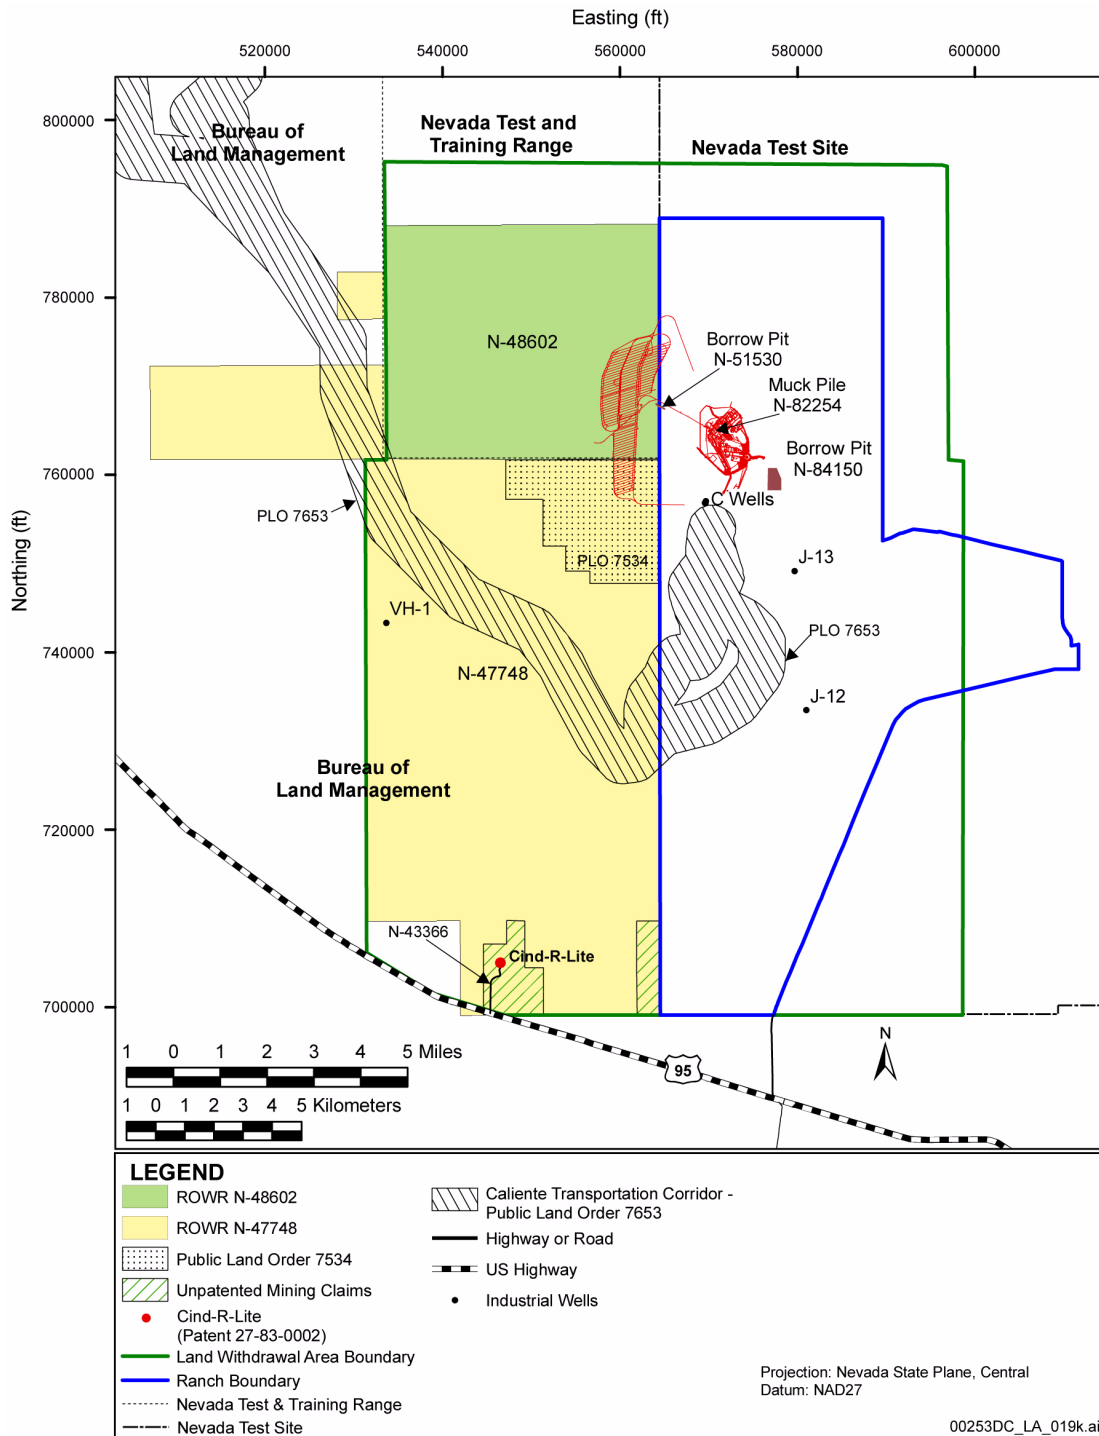 Easting (ft)
520000
540000
560000
580000
600000
800000
780000
760000
740000
720000
700000
Northing (ft)
Bureau of
Land Management
Nevada Test and
Training Range
Nevada Test Site
N-48602
Borrow Pit
N-51530
Muck Pile
N-82254
Borrow Pit
N-84150
C Wells
PLO 7653
PLO 7534
J-13
VH-1
PLO 7653
N-47748
J-12
Bureau of
Land Management
N-43366
Cind-R-Lite
N
95
1 0 1 2 3 4 5 Miles
1 0 1 2 3 4 5 Kilometers
LEGEND
ROWR N-48602
ROWR N-47748
Public Land Order 7534
Unpatented Mining Claims
Cind-R-Lite
(Patent 27-83-0002)
Land Withdrawal Area Boundary
Ranch Boundary
Nevada Test & Training Range
Nevada Test Site
Caliente Transportation Corridor -
Public Land Order 7653
Highway or Road
US Highway
Industrial Wells
Projection: Nevada State Plane, Central
Datum: NAD27
00253DC_LA_019k.ai